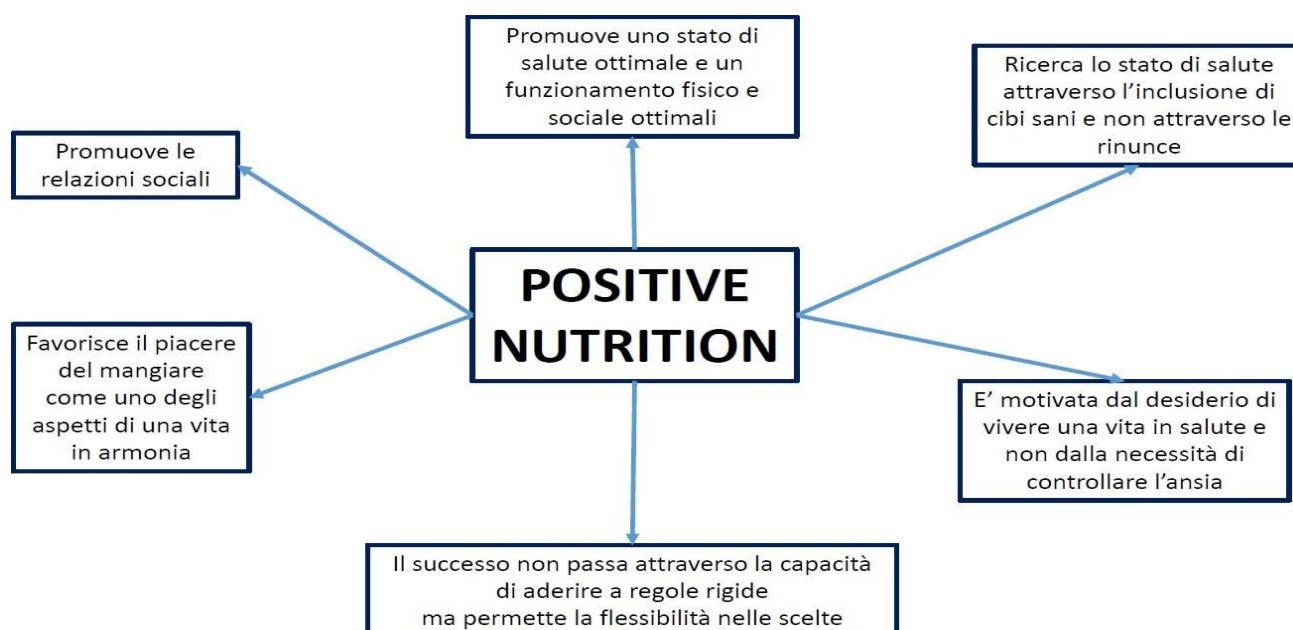 Promuove uno stato di
salute ottimale e un
funzionamento fisico e
sociale ottimali
Ricerca lo stato di salute
attraverso l’inclusione di
cibi sani e non attraverso le
rinunce
Promuove le
relazioni sociali
POSITIVE
NUTRITION
Favorisce il piacere
del mangiare
come uno degli
aspetti di una vita
in armonia
E’ motivata dal desiderio di
vivere una vita in salute e
non dalla necessità di
controllare l’ansia
Il successo non passa attraverso la capacità
di aderire a regole rigide
ma permette la flessibilità nelle scelte